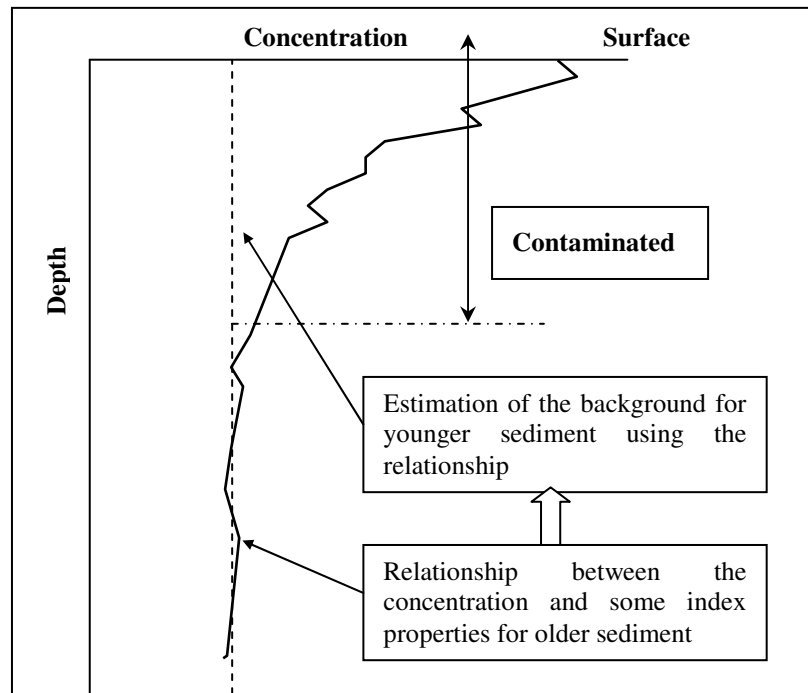 Concentration Surface
Contaminated
Depth
Estimation of the background for
younger sediment using the
relationship
Relationship between the
concentration and some index
properties for older sediment